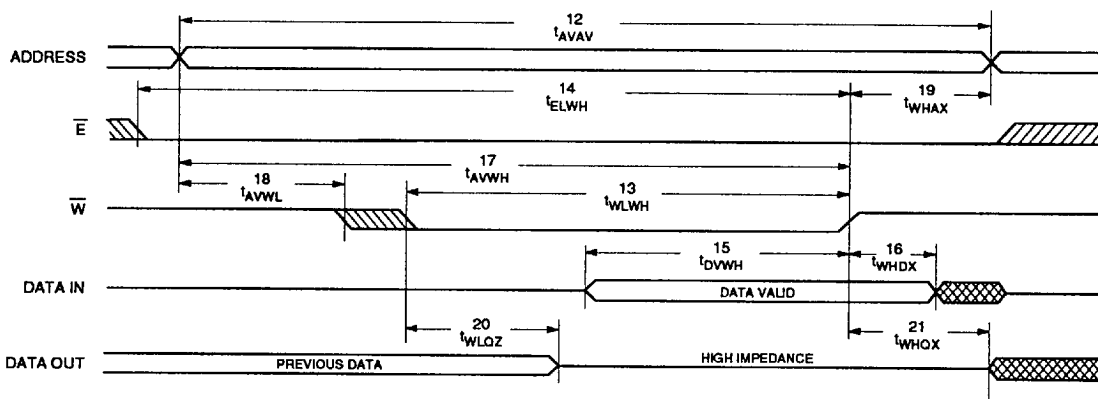 12
tAVAV
ADDRESS
14
tELWH
19
tWHAX
E
17
tAVWH
18
tAVWL
13
tWLWH
W
15
tDVWH
16
tWHDX
DATA IN
DATA VALID
20
tWLQZ
21
tWHQX
DATA OUT
PREVIOUS DATA
HIGH IMPEDANCE